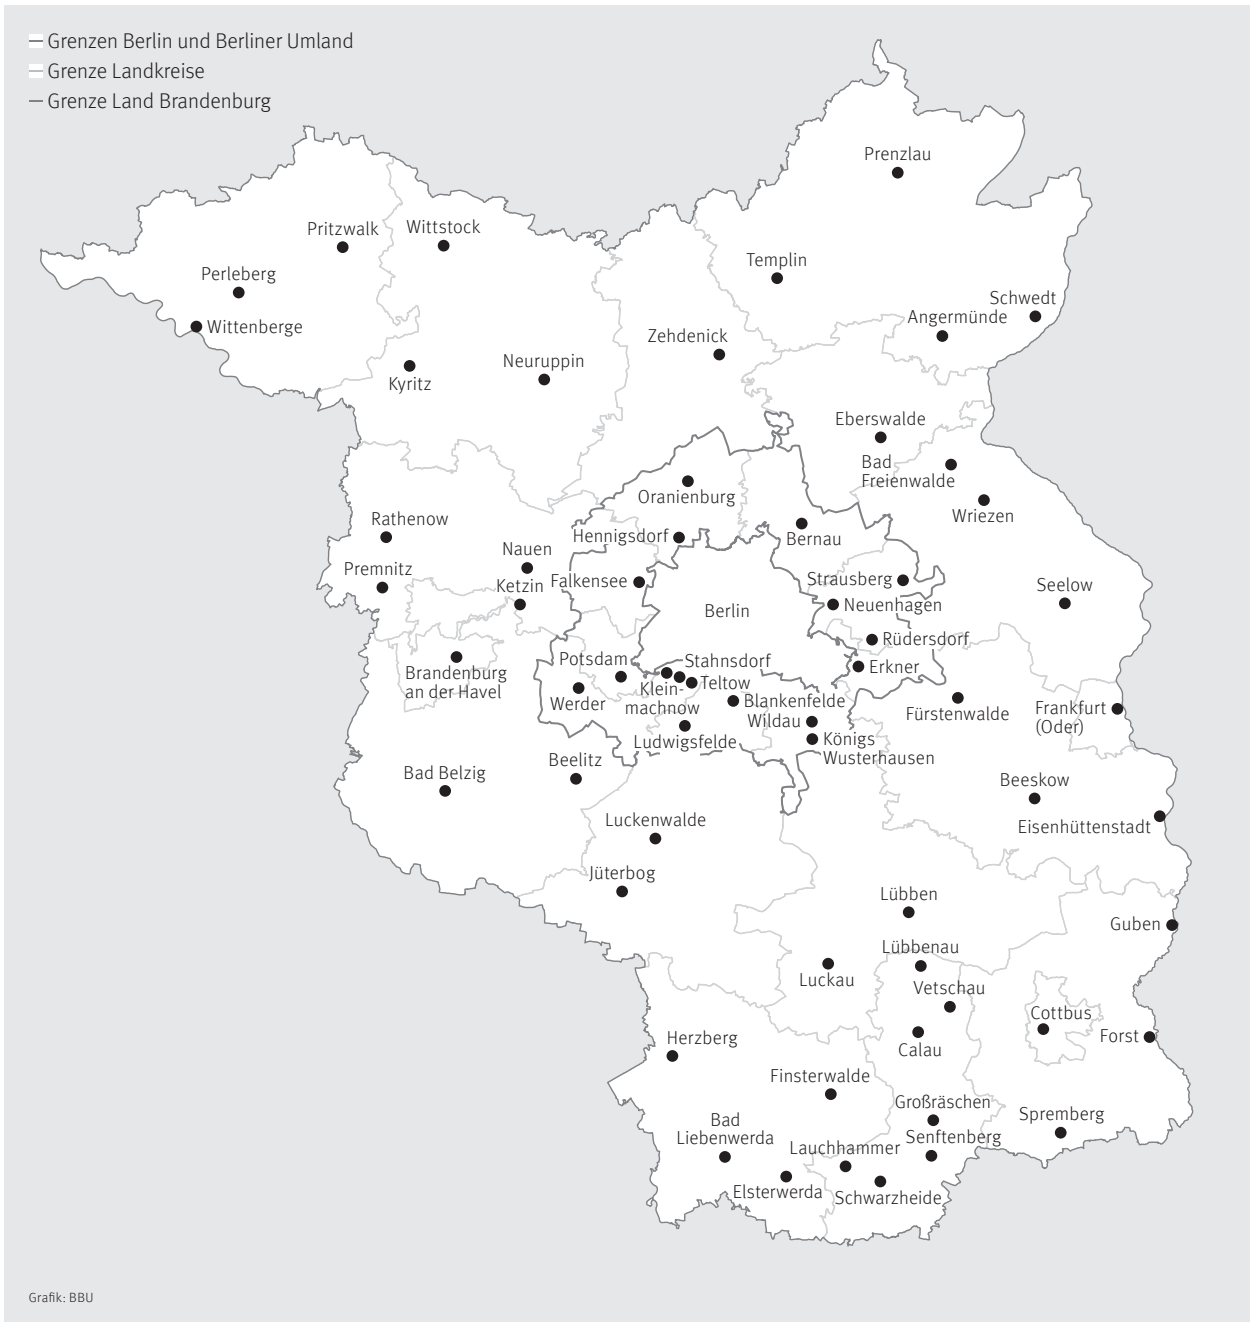 Grenzen Berlin und Berliner Umland
Grenze Landkreise
Grenze Land Brandenburg
Prenzlau
Pritzwalk
Wittstock
Templin
Perleberg
Schwedt
Angermünde
Wittenberge
Zehdenick
Neuruppin
Kyritz
Eberswalde
Bad
Freienwalde
Oranienburg
Wriezen
Rathenow
Hennigsdorf
Bernau
Nauen
Premnitz
Falkensee
Strausberg
Ketzin
Seelow
Berlin
Neuenhagen
Rüdersdorf
Potsdam
Stahnsdorf
Erkner
Brandenburg
an der Havel
Klein-
machnow
Teltow
Werder
Blankenfelde
Fürstenwalde
Frankfurt
(Oder)
Wildau
Ludwigsfelde
Königs
Wusterhausen
Beelitz
Bad Belzig
Beeskow
Luckenwalde
Eisenhüttenstadt
Jüterbog
Lübben
Guben
Lübbenau
Luckau
Vetschau
Cottbus
Herzberg
Forst
Calau
Finsterwalde
Großräschen
Spremberg
Bad
Liebenwerda
Senftenberg
Lauchhammer
Elsterwerda
Schwarzheide
Grafik: BBU